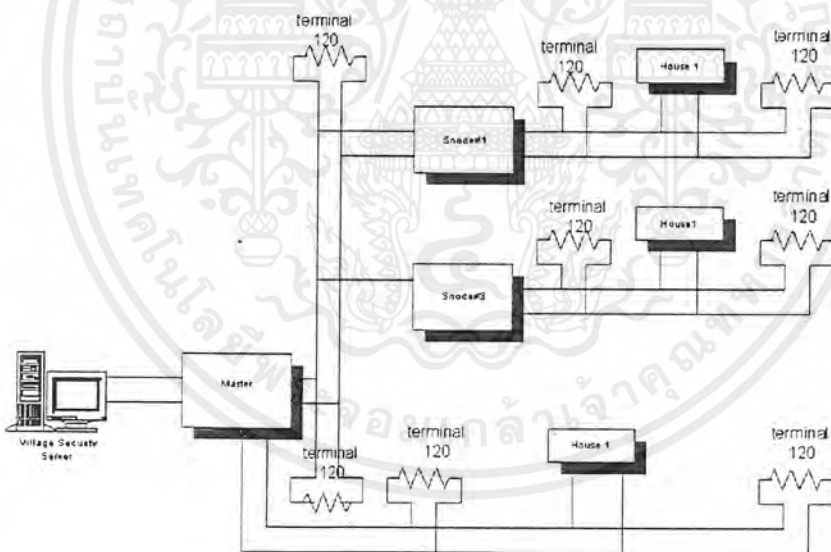 terminal
120
terminal
120
House 1
terminal
120
Snode#1
terminal
120
House1
terminal
120
Snode#3
Master
Village Security
Server
terminal
120
terminal
120
House 1
terminal
120